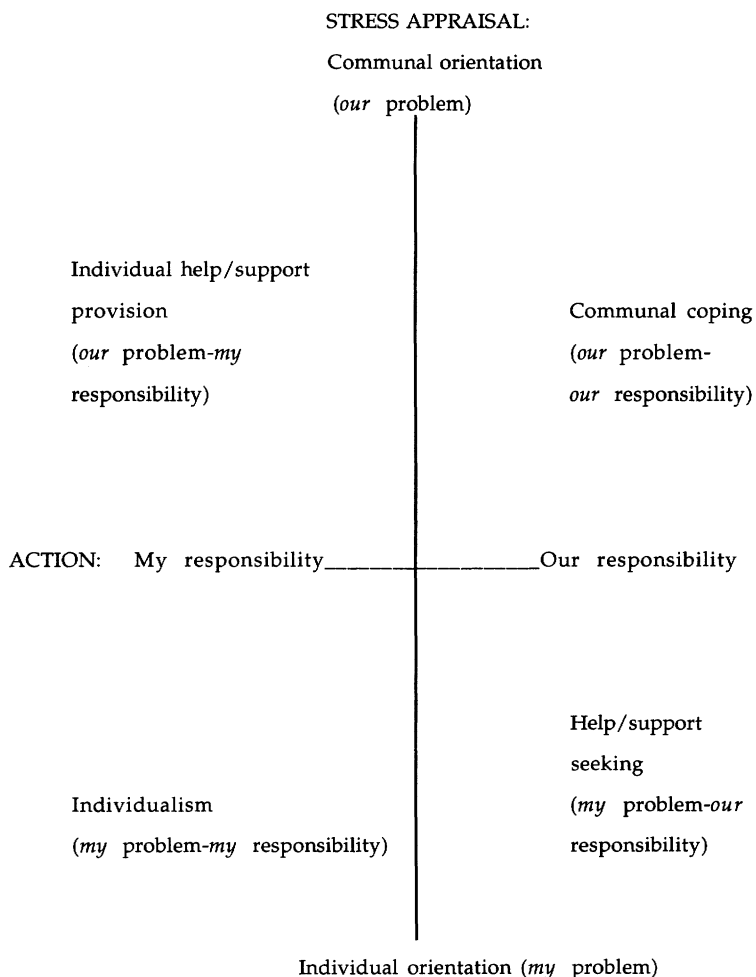 STRESS APPRAISAL:
Communal orientation
(our problem)
Individual help/support
provision
(our problem-my
responsibility)
Communal coping
(our problem-
our responsibility)
ACTION: My responsibility________________Our responsibility
Help/support
seeking
(my problem-our
responsibility)
Individualism
(my problem-my responsibility)
Individual orientation (my problem)